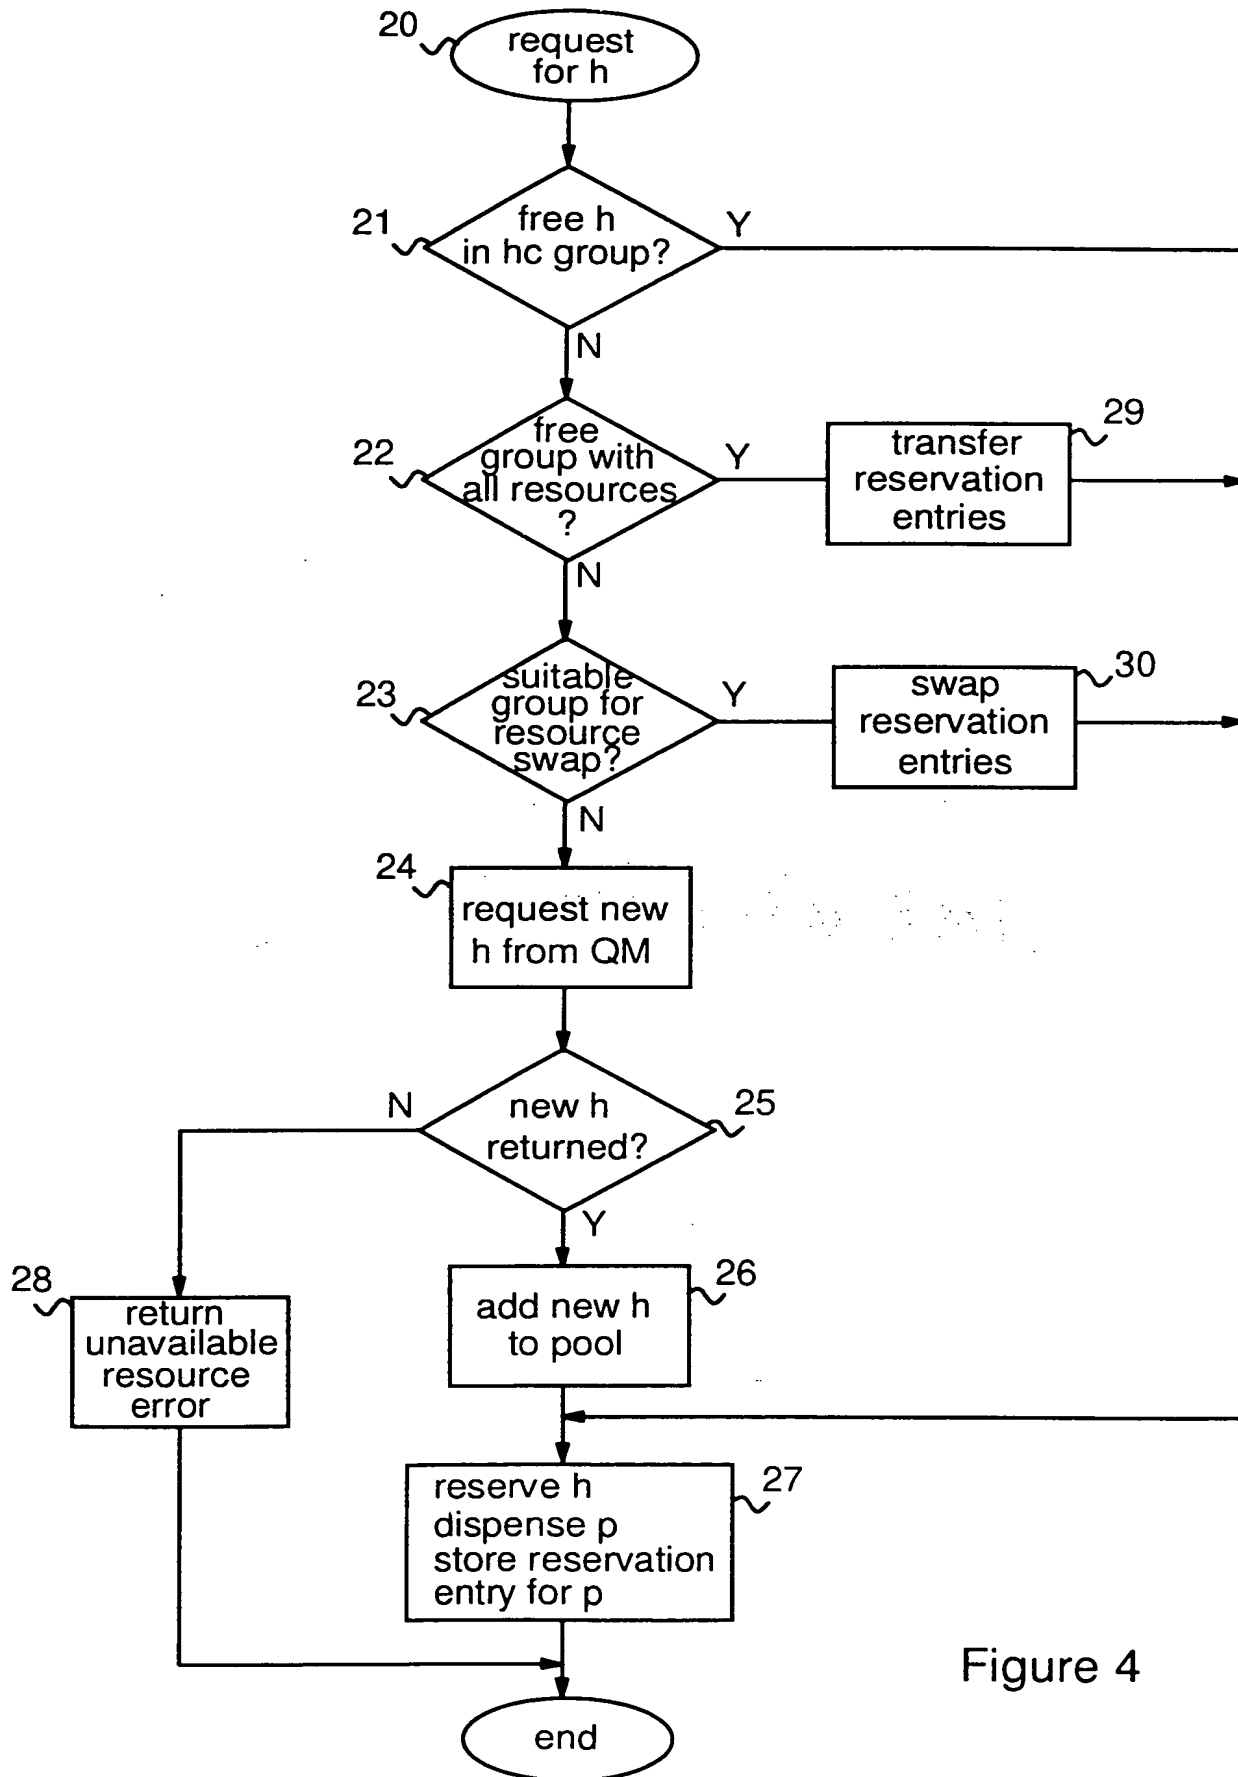 20
request
for h
21
free h
in hc group?
Y
N
22
free
group with
all resources
?
Y
29
transfer
reservation
entries
N
23
suitable
group for
resource
swap?
Y
30
swap
reservation
entries
N
24
request new
h from QM
N
new h
returned?
25
Y
28
return
unavailable
resource
error
26
add new h
to pool
27
reserve h
dispense p
store reservation
entry for p
Figure 4
end